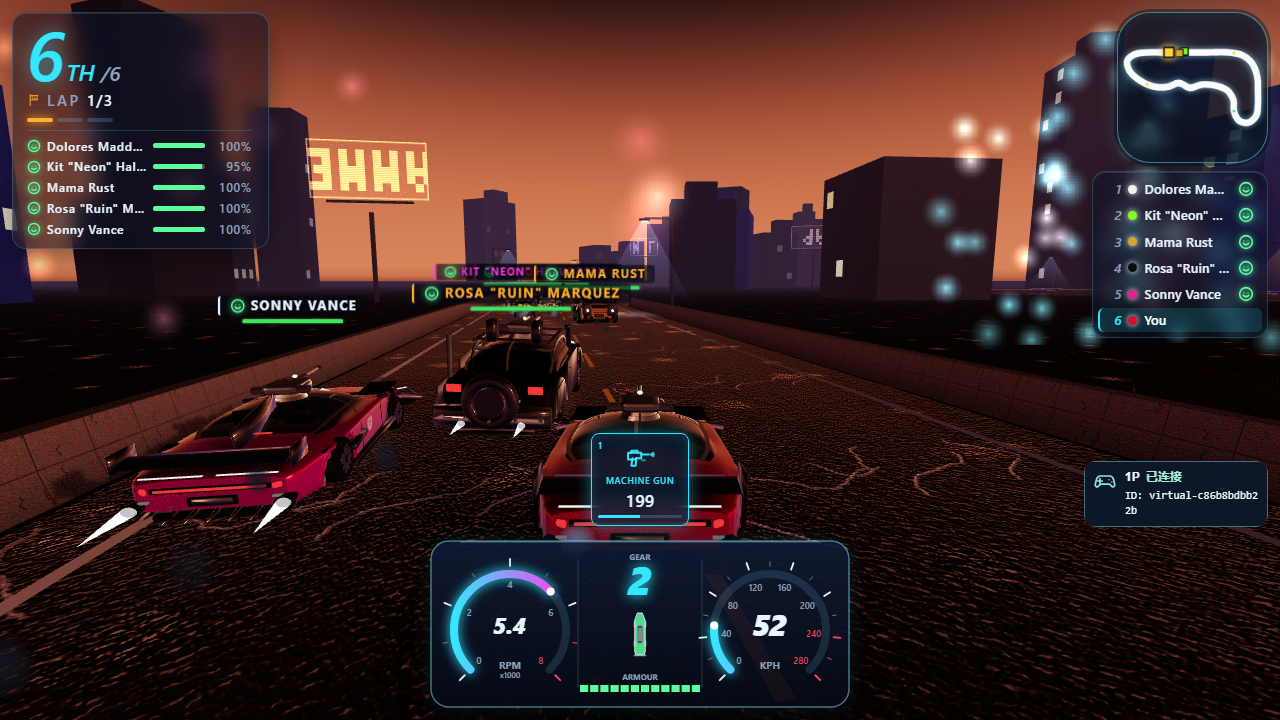 6TH /6
LAP 1/3
Dolores Madd... 100%
Kit "Neon" Hal... 95%
Mama Rust 100%
Rosa "Ruin" M... 100%
Sonny Vance 100%
1 Dolores Ma...
2 Kit "Neon" ...
3 Mama Rust
4 Rosa "Ruin" ...
5 Sonny Vance
6 You
KIT "NEON"
MAMA RUST
ROSA "RUIN" MARQUEZ
SONNY VANCE
1
MACHINE GUN
199
1P 已连接
ID: virtual-c86b8bdbb2
2b
0 2 4 6 8
5.4
RPM
x1000
GEAR
2
ARMOUR
0 40 80 120 160 200 240 280
52
KPH